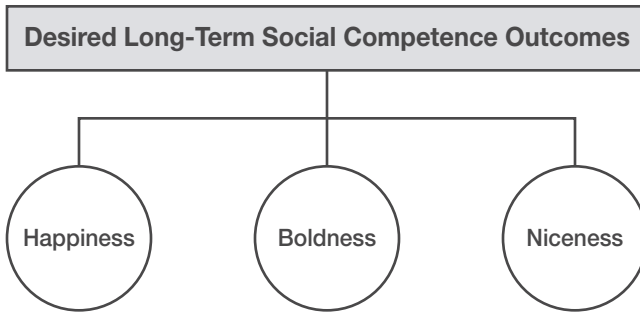 Desired Long-Term Social Competence Outcomes
Happiness
Boldness
Niceness